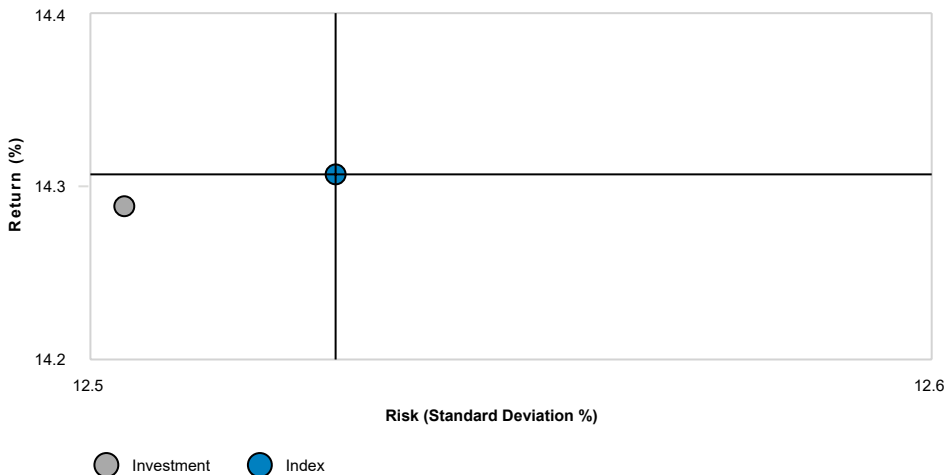 14.4
14.3
14.2
Return (%)
12.5
12.6
Risk (Standard Deviation %)
Investment Index